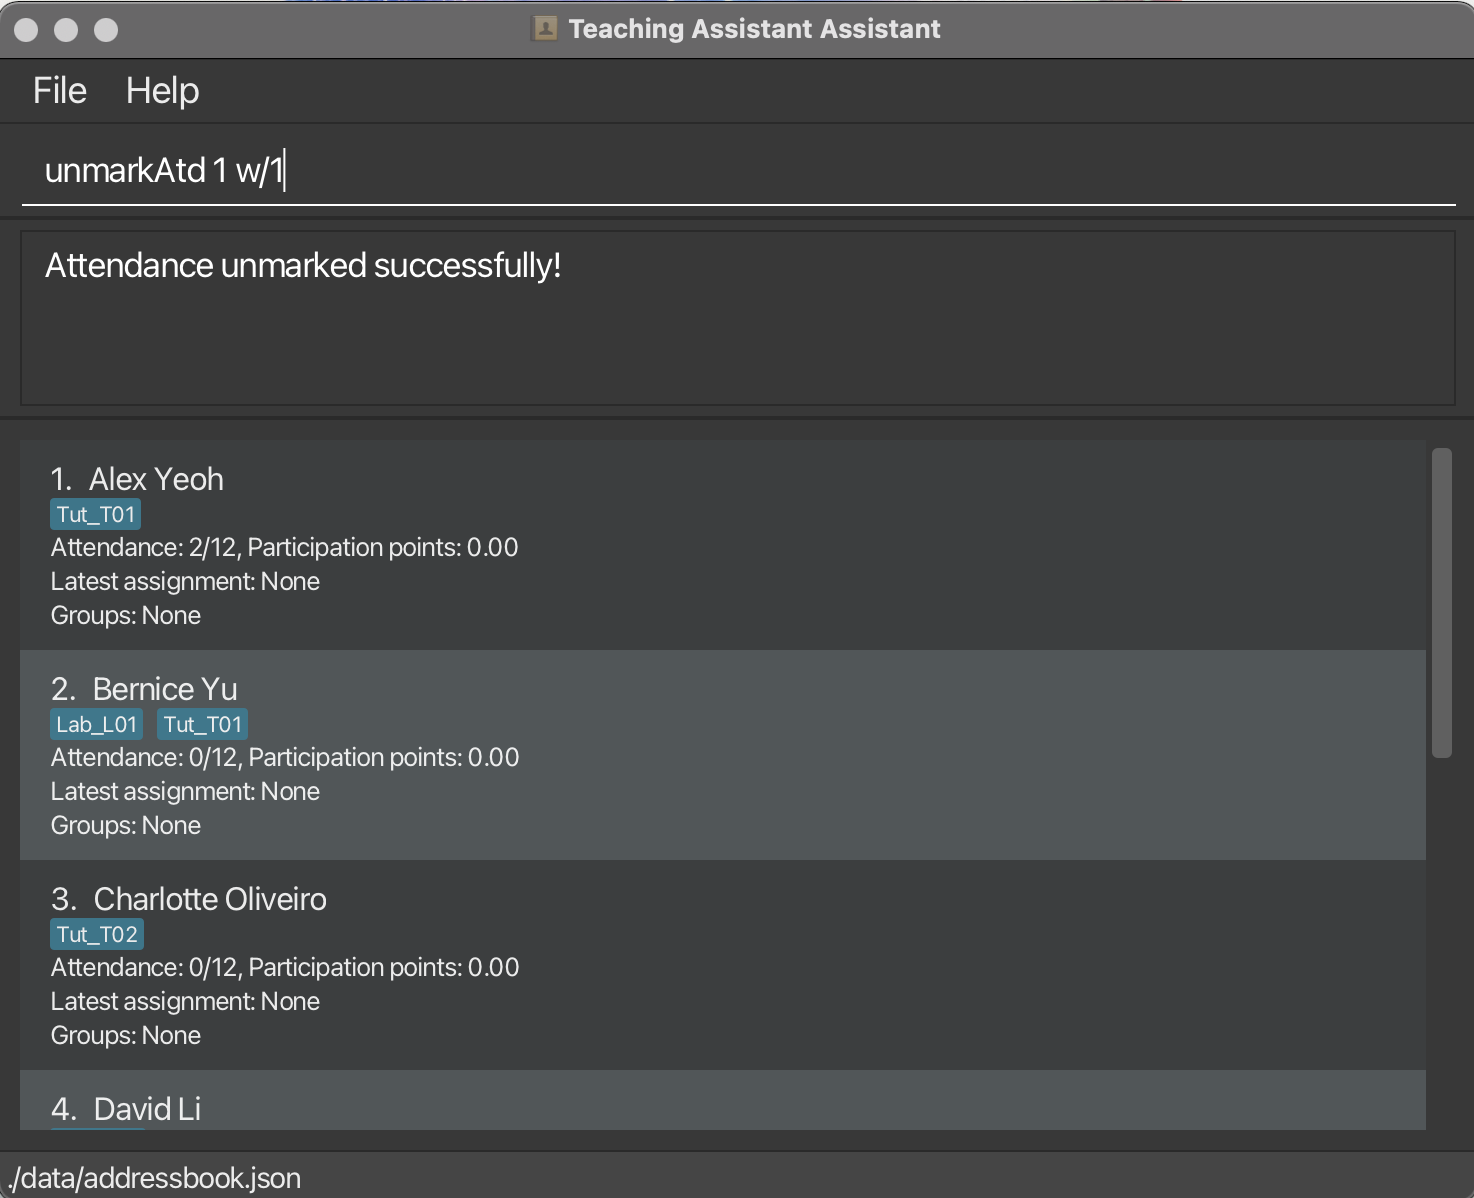 Teaching Assistant Assistant
File Help
unmarkAtd 1 w/1
Attendance unmarked successfully!
1. Alex Yeoh
Tut_T01
Attendance: 2/12, Participation points: 0.00
Latest assignment: None
Groups: None
2. Bernice Yu
Lab_L01 Tut_T01
Attendance: 0/12, Participation points: 0.00
Latest assignment: None
Groups: None
3. Charlotte Oliveiro
Tut_T02
Attendance: 0/12, Participation points: 0.00
Latest assignment: None
Groups: None
4. David Li
./data/addressbook.json